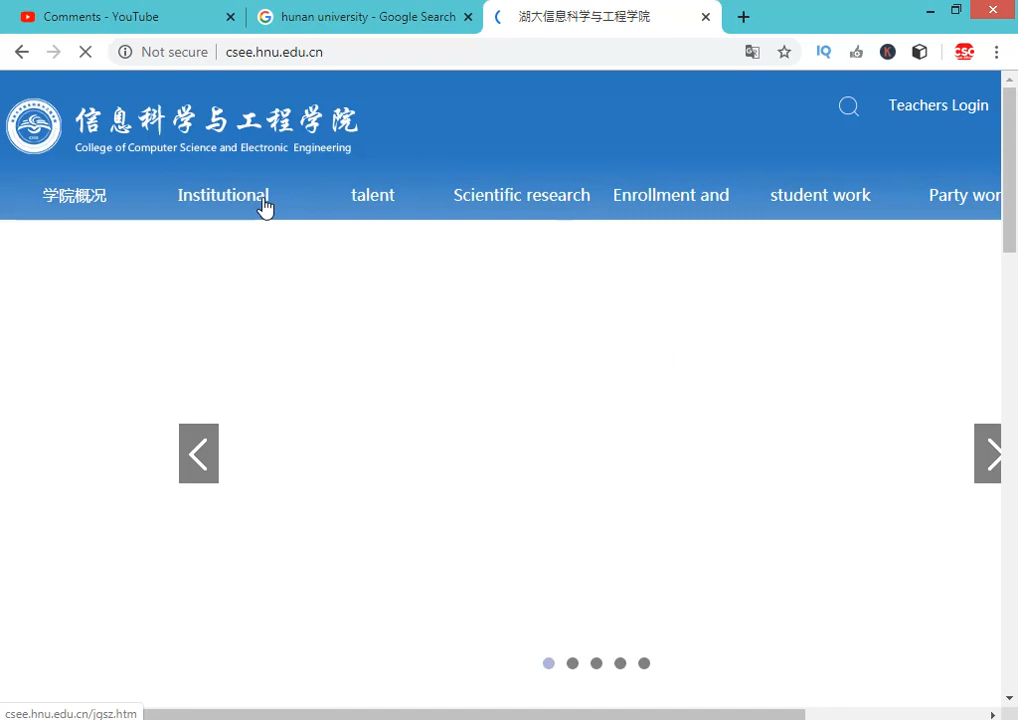 Comments - YouTube
hunan university - Google Search
湖大信息科学与工程学院
Not secure
csee.hnu.edu.cn
IQ
K
CSC
Teachers Login
信息科学与工程学院
College of Computer Science and Electronic Engineering
学院概况
Institutional
talent
Scientific research
Enrollment and
student work
Party wor
csee.hnu.edu.cn/jgsz.htm